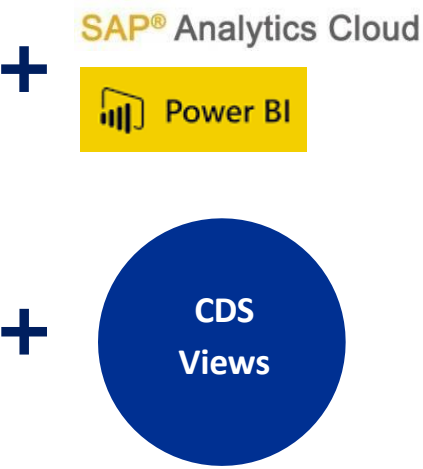 +
SAP® Analytics Cloud
Power BI
+
CDS
Views